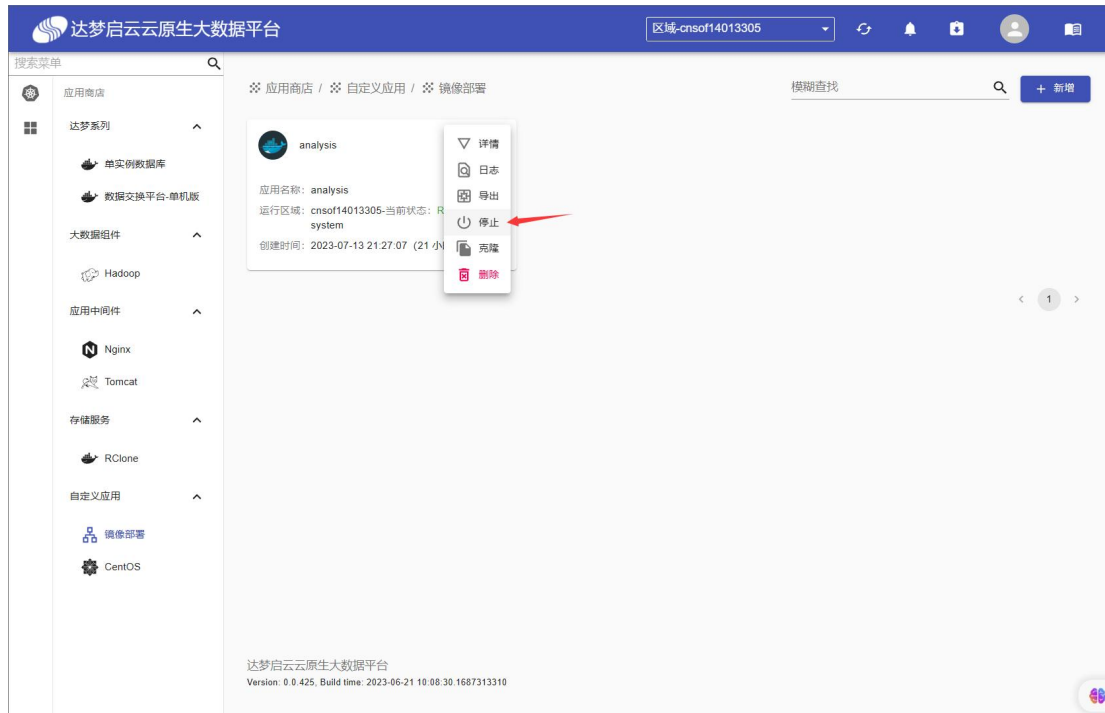 达梦启云云原生大数据平台
区域-cnsof14013305
搜索菜单
应用商店
达梦系列
单实例数据库
数据交换平台-单机版
大数据组件
Hadoop
应用中间件
Nginx
Tomcat
存储服务
RClone
自定义应用
镜像部署
CentOS
应用商店 / 自定义应用 / 镜像部署
模糊查找
+ 新增
analysis
应用名称: analysis
运行区域: cnsof14013305-当前状态: R
system
创建时间: 2023-07-13 21:27:07 (21 小
详情
日志
导出
停止
克隆
删除
< 1 >
达梦启云云原生大数据平台
Version: 0.0.425, Build time: 2023-06-21 10:08:30.1687313310